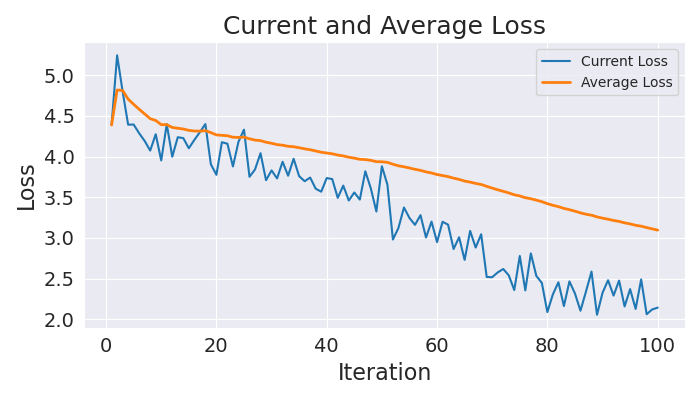 Current and Average Loss
Current Loss
Average Loss
5.0
4.5
4.0
3.5
3.0
2.5
2.0
Loss
0 20 40 60 80 100
Iteration